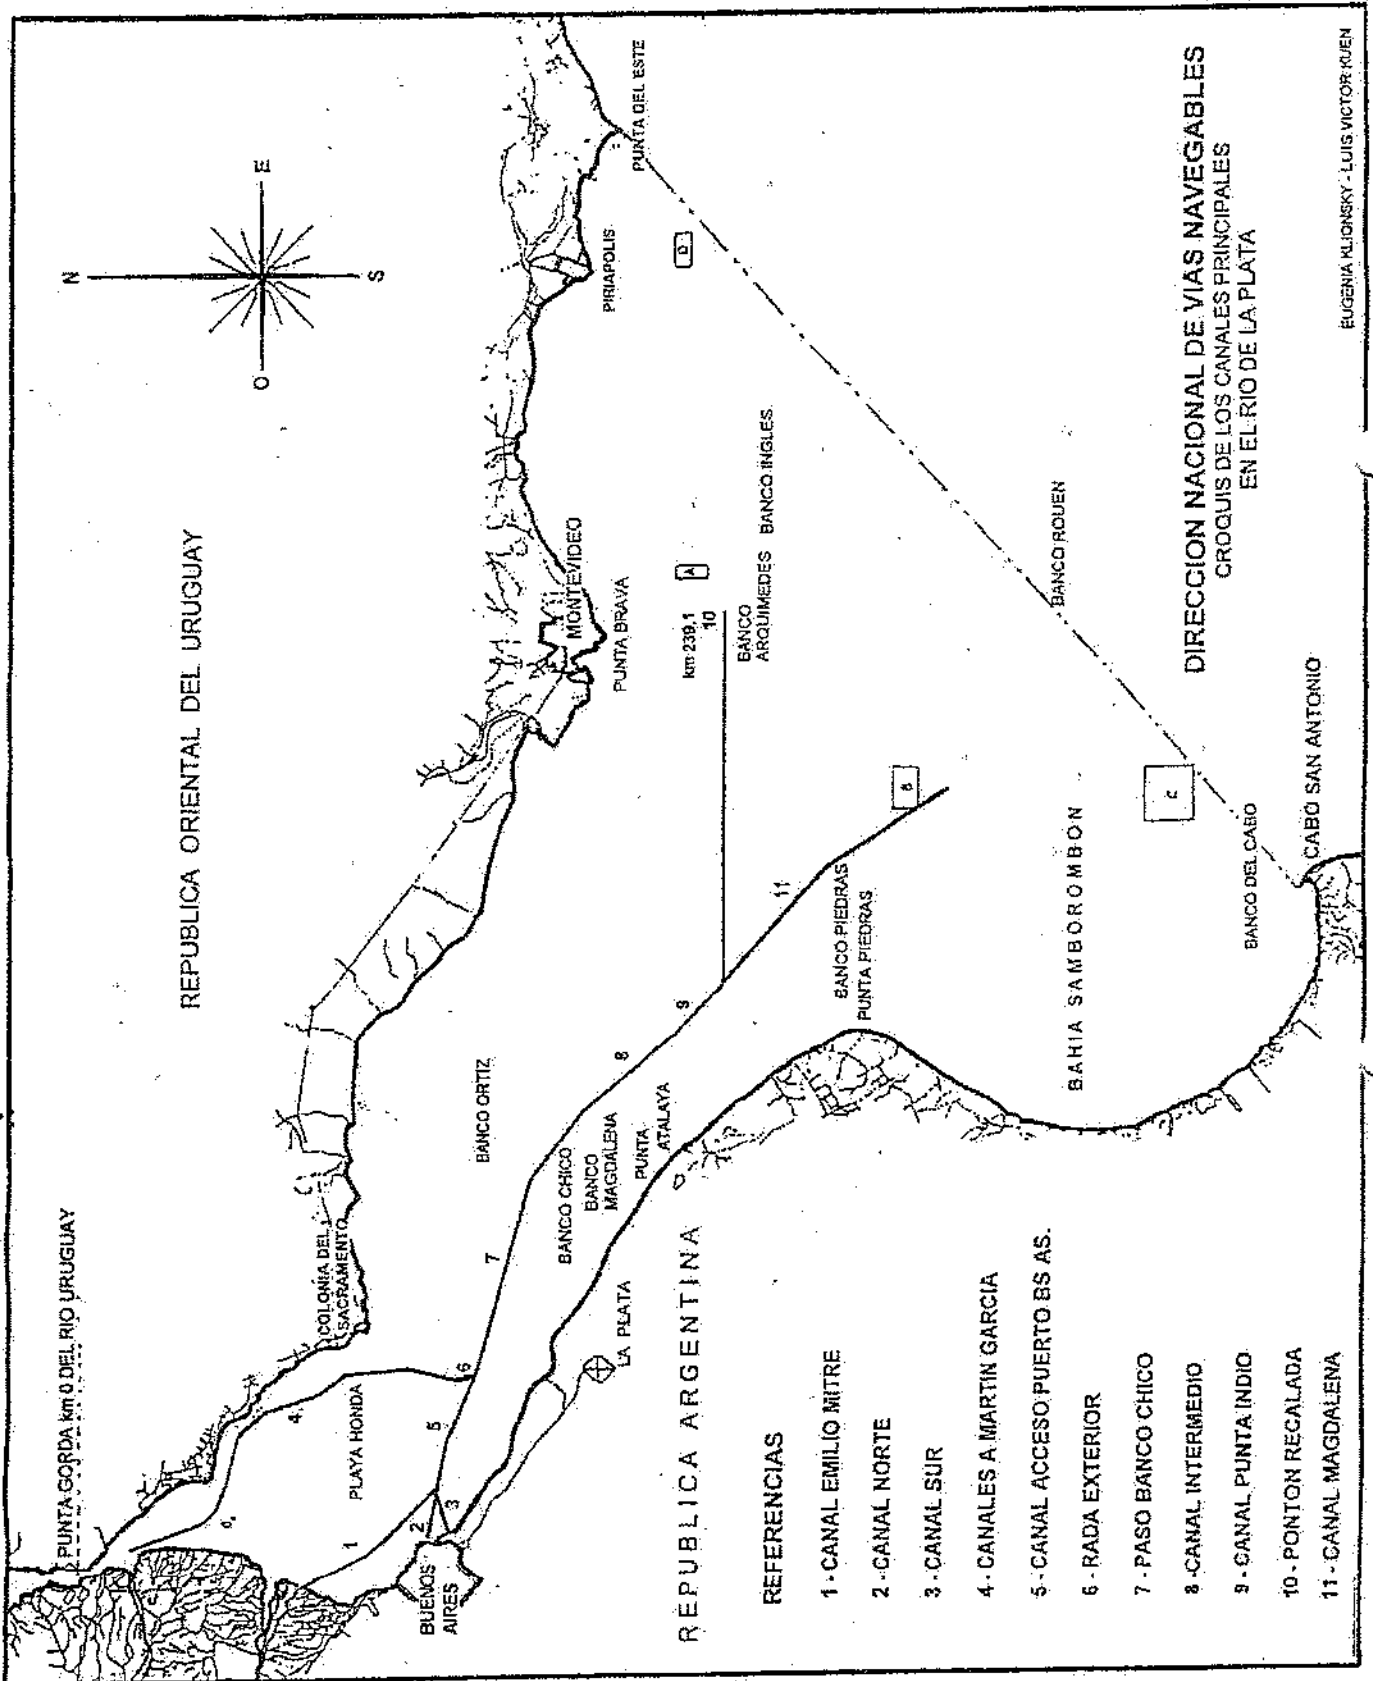 PUNTA GORDA km 0 DEL RIO URUGUAY
REPUBLICA ORIENTAL DEL URUGUAY
N
O
E
S
COLONIA DEL
SACRAMENTO
MONTEVIDEO
PUNTA BRAVA
PIRIAPOLIS
PUNTA DEL ESTE
4
PLAYA HONDA
1
2
3
5
6
BUENOS
AIRES
BANCO ORTIZ
7
BANCO CHICO
BANCO
MAGDALENA
8
PUNTA
ATALAYA
9
LA PLATA
km 239,1
10
A
D
BANCO
ARQUIMEDES
BANCO INGLES
11
BANCO PIEDRAS
PUNTA PIEDRAS
B
BAHIA SAMBOROMBON
BANCO ROUEN
C
BANCO DEL CABO
CABO SAN ANTONIO
REPUBLICA ARGENTINA
REFERENCIAS
1 - CANAL EMILIO MITRE
2 - CANAL NORTE
3 - CANAL SUR
4 - CANALES A MARTIN GARCIA
5 - CANAL ACCESO PUERTO BS AS.
6 - RADA EXTERIOR
7 - PASO BANCO CHICO
8 - CANAL INTERMEDIO
9 - CANAL PUNTA INDIO
10 - PONTON RECALADA
11 - CANAL MAGDALENA
DIRECCION NACIONAL DE VIAS NAVEGABLES
CROQUIS DE LOS CANALES PRINCIPALES
EN EL RIO DE LA PLATA
EUGENIA KLIONSKY - LUIS VICTOR KUEN